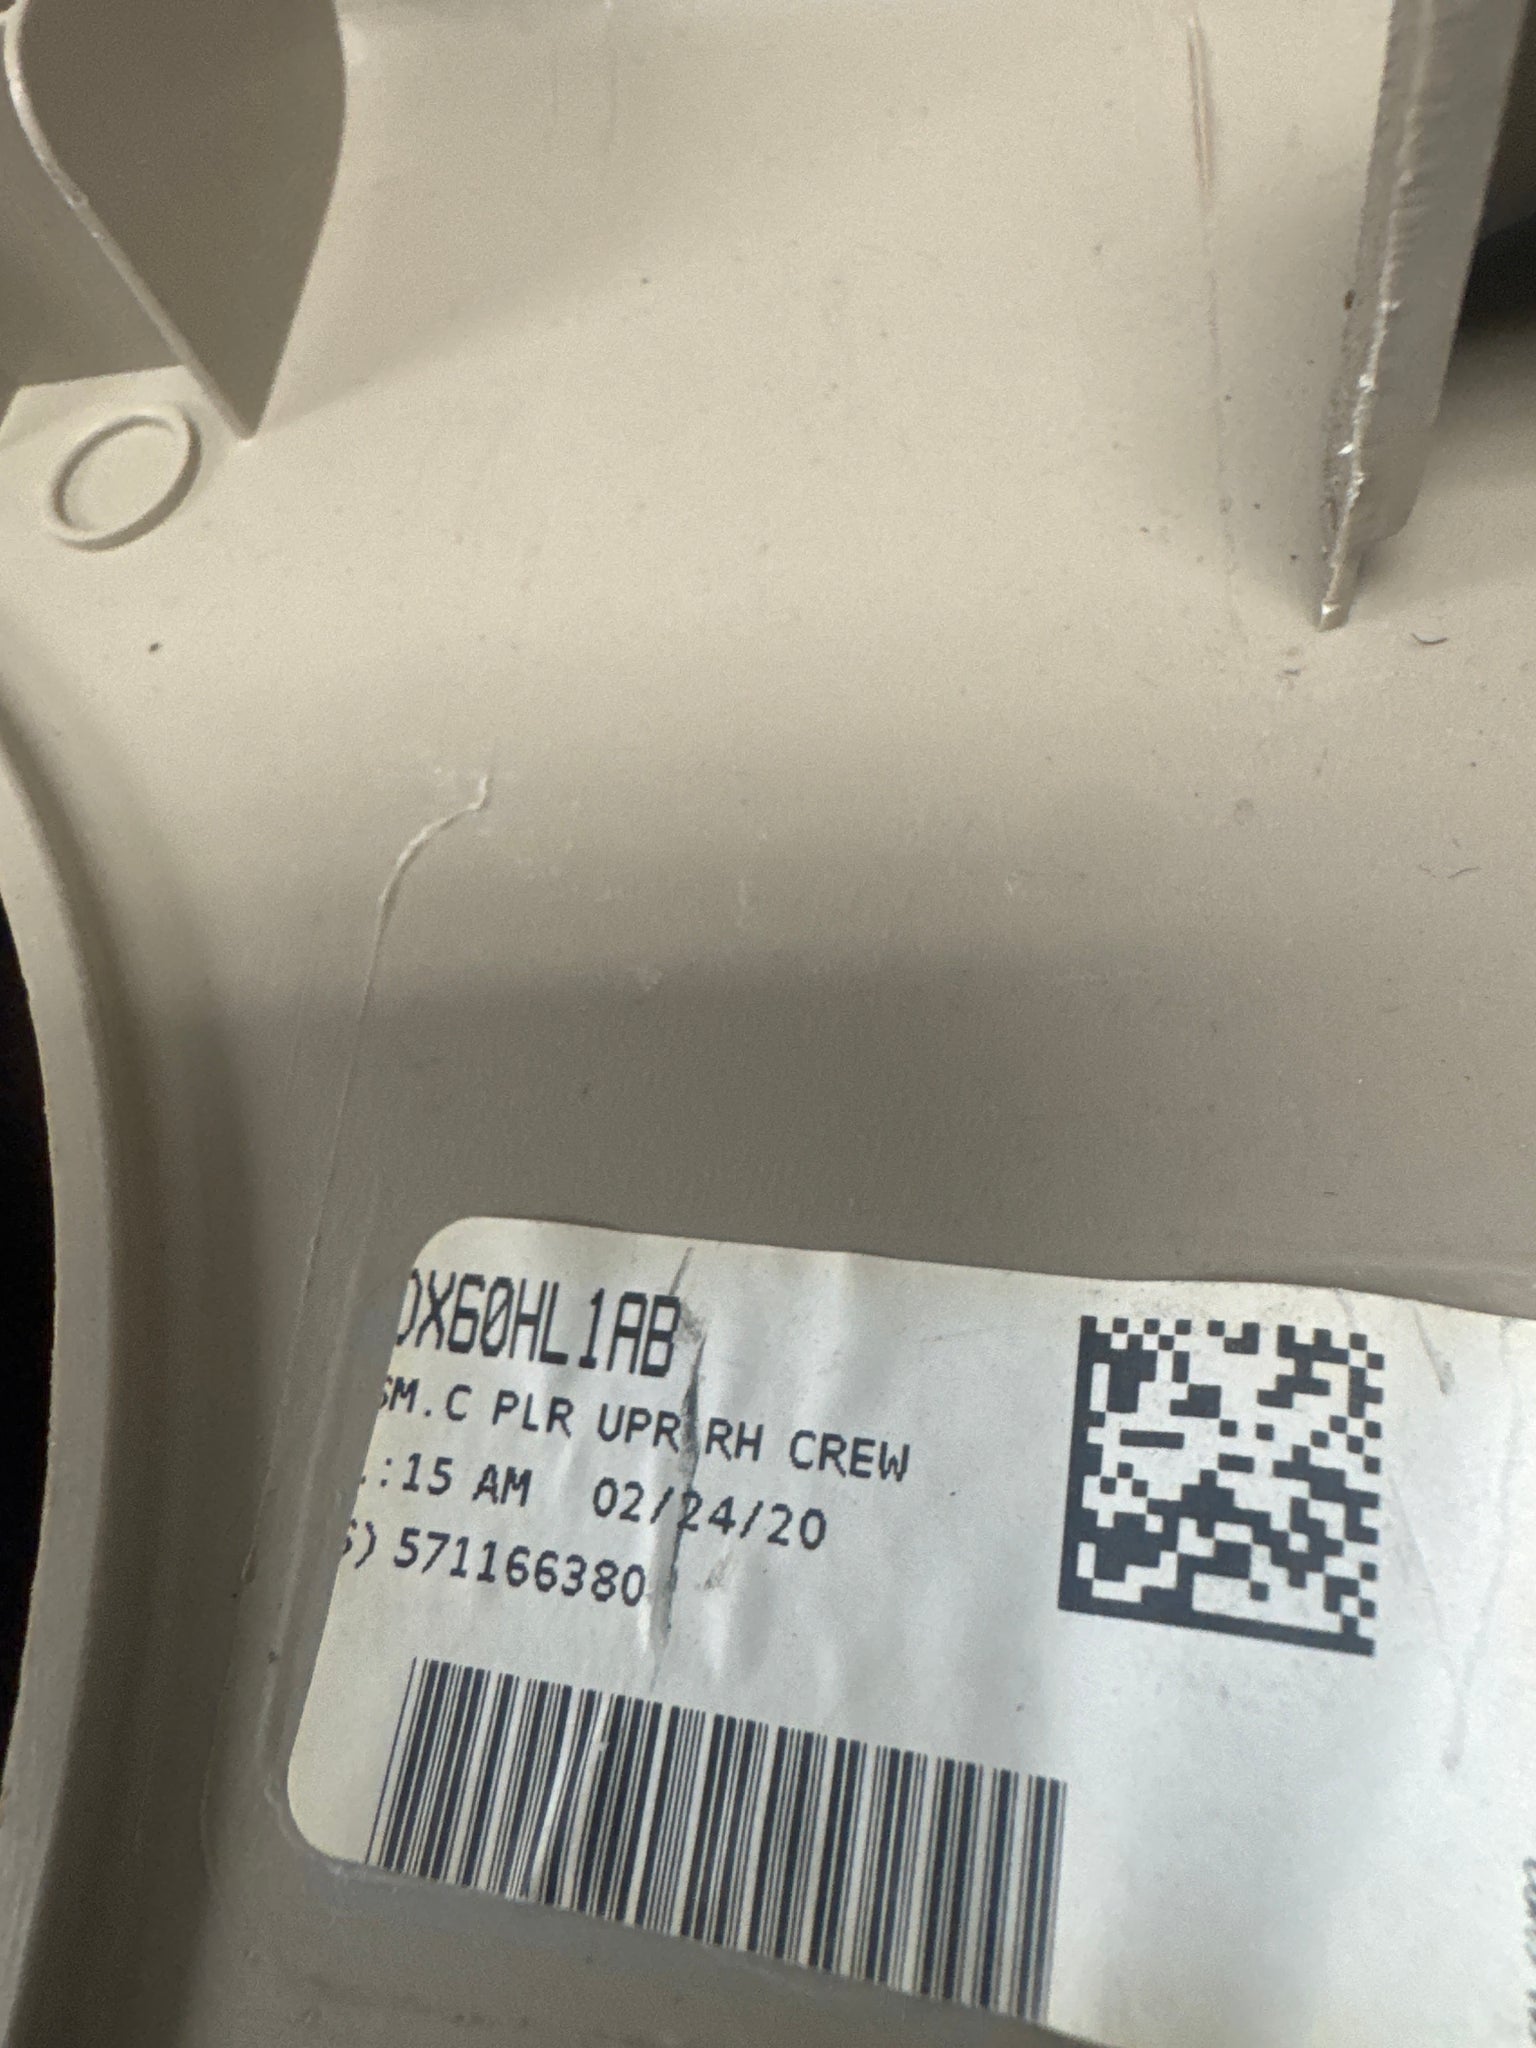 DX60HL1AB
SM.C PLR UPR RH CREW
:15 AM 02/24/20
) 571166380